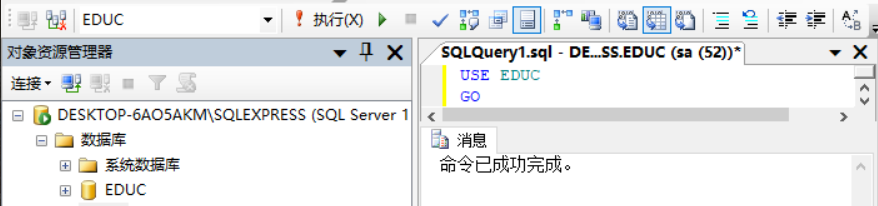 EDUC
执行(X)
对象资源管理器
连接
DESKTOP-6AO5AKM\SQLEXPRESS (SQL Server 1
数据库
系统数据库
EDUC
SQLQuery1.sql - DE...SS.EDUC (sa (52))*
USE EDUC
GO
消息
命令已成功完成。